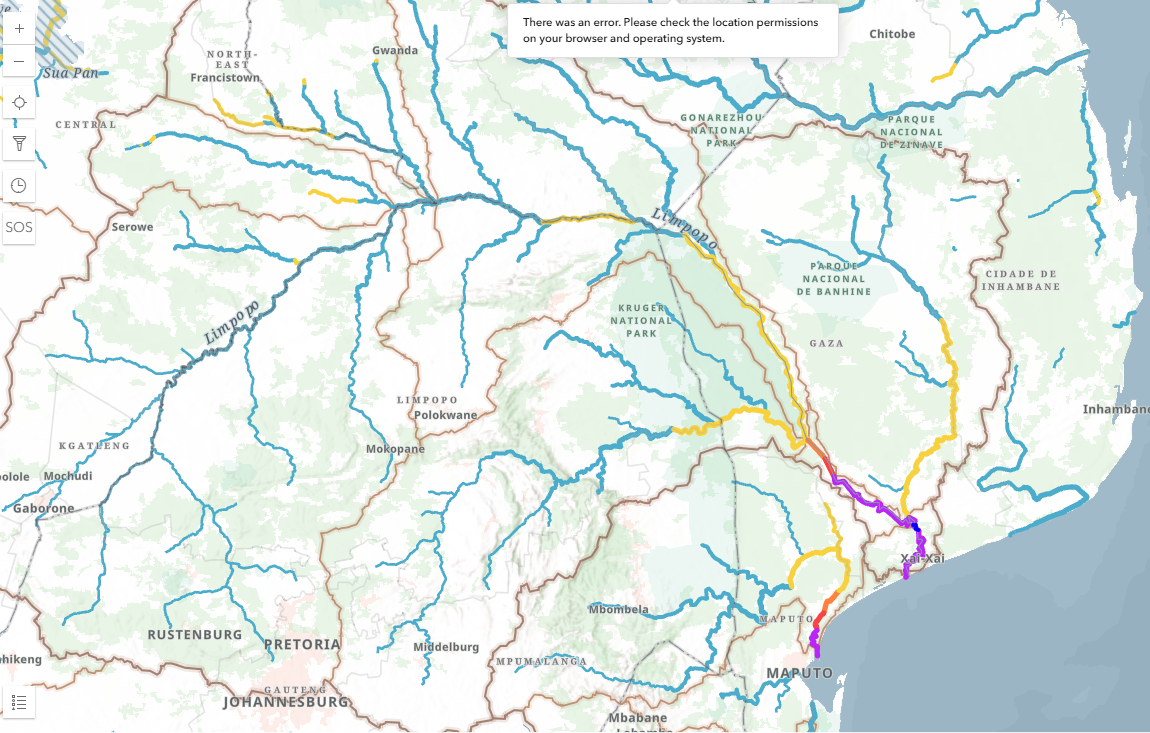 There was an error. Please check the location permissions
on your browser and operating system.
Chitobe
Gwanda
NORTH-
EAST
Francistown
Sua Pan
CENTRAL
GONAREZHOU
NATIONAL
PARK
PARQUE
NACIONAL
DE ZINAVE
SOS
Serowe
Limpopo
PARQUE
NACIONAL
DE BANHINE
CIDADE DE
INHAMBANE
Limpopo
KRUGER
NATIONAL
PARK
GAZA
LIMPOPO
Polokwane
Inhambane
KGATLENG
Mokopane
olole
Mochudi
Gaborone
Xai-Xai
Mbombela
MAPUTO
RUSTENBURG
PRETORIA
Middelburg
MPUMALANGA
MAPUTO
hikeng
GAUTENG
JOHANNESBURG
Mbabane